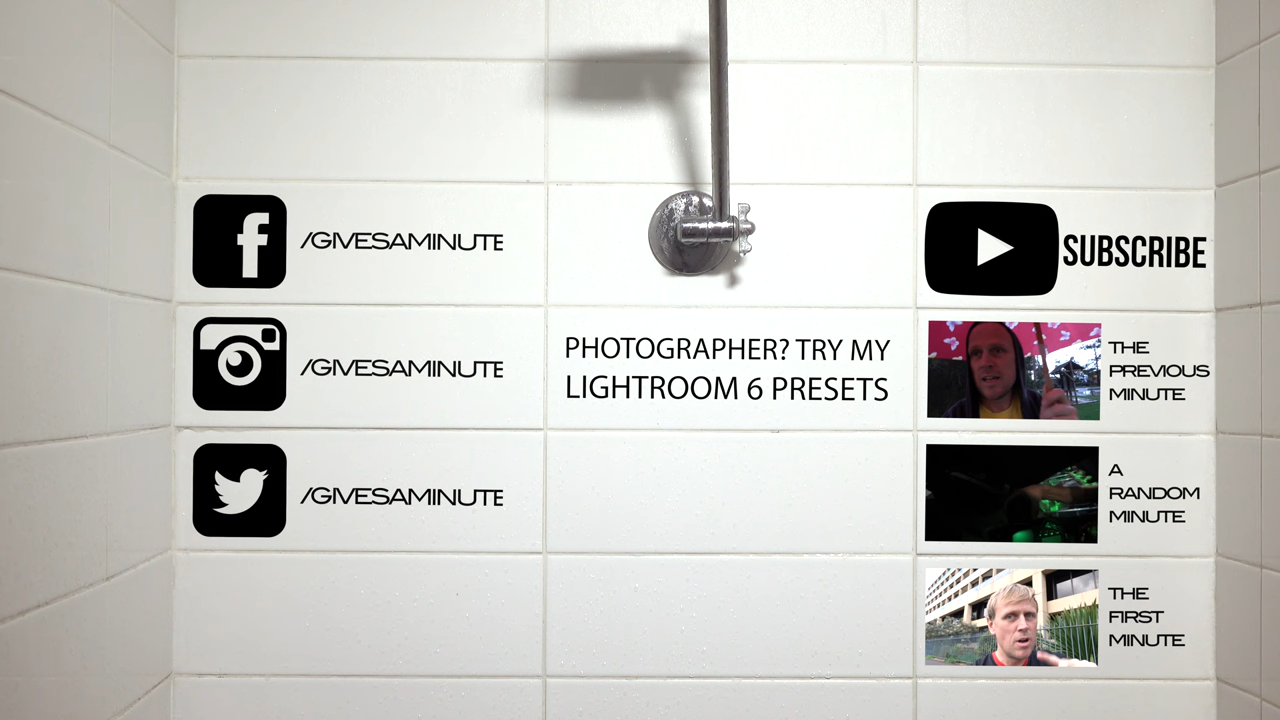 /GIVESAMINUTE
/GIVESAMINUTE
/GIVESAMINUTE
PHOTOGRAPHER? TRY MY
LIGHTROOM 6 PRESETS
SUBSCRIBE
THE
PREVIOUS
MINUTE
A
RANDOM
MINUTE
THE
FIRST
MINUTE